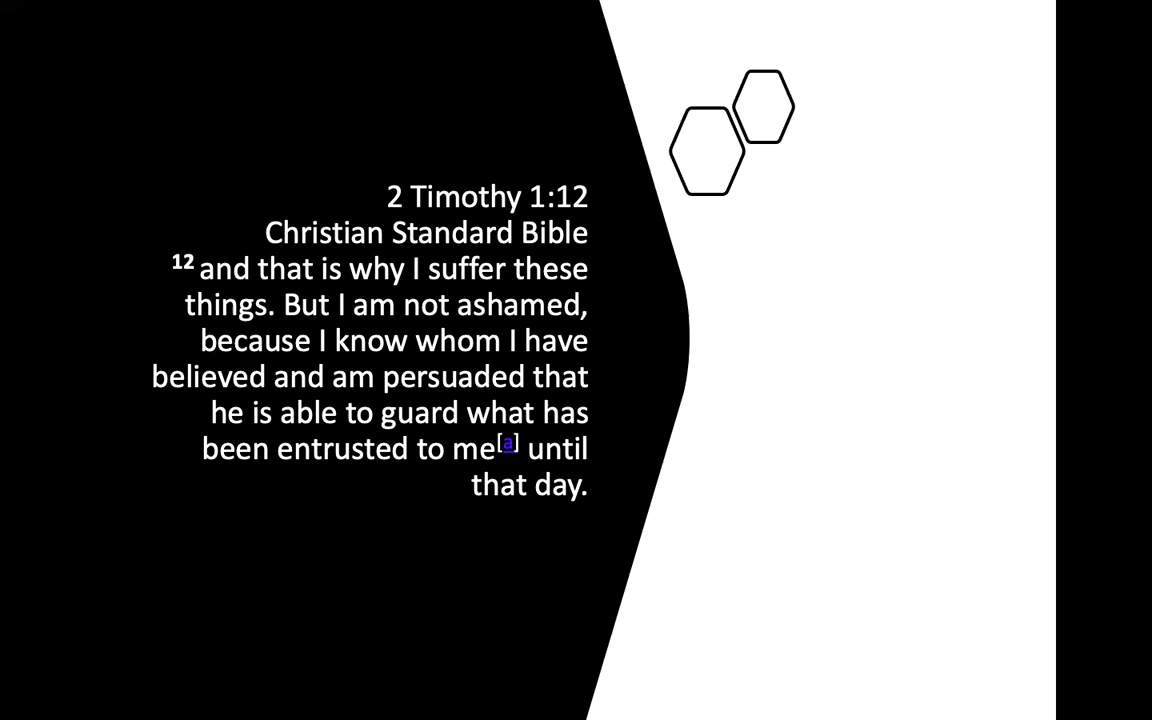 2 Timothy 1:12
Christian Standard Bible
12 and that is why I suffer these
things. But I am not ashamed,
because I know whom I have
believed and am persuaded that
he is able to guard what has
been entrusted to me[a] until
that day.